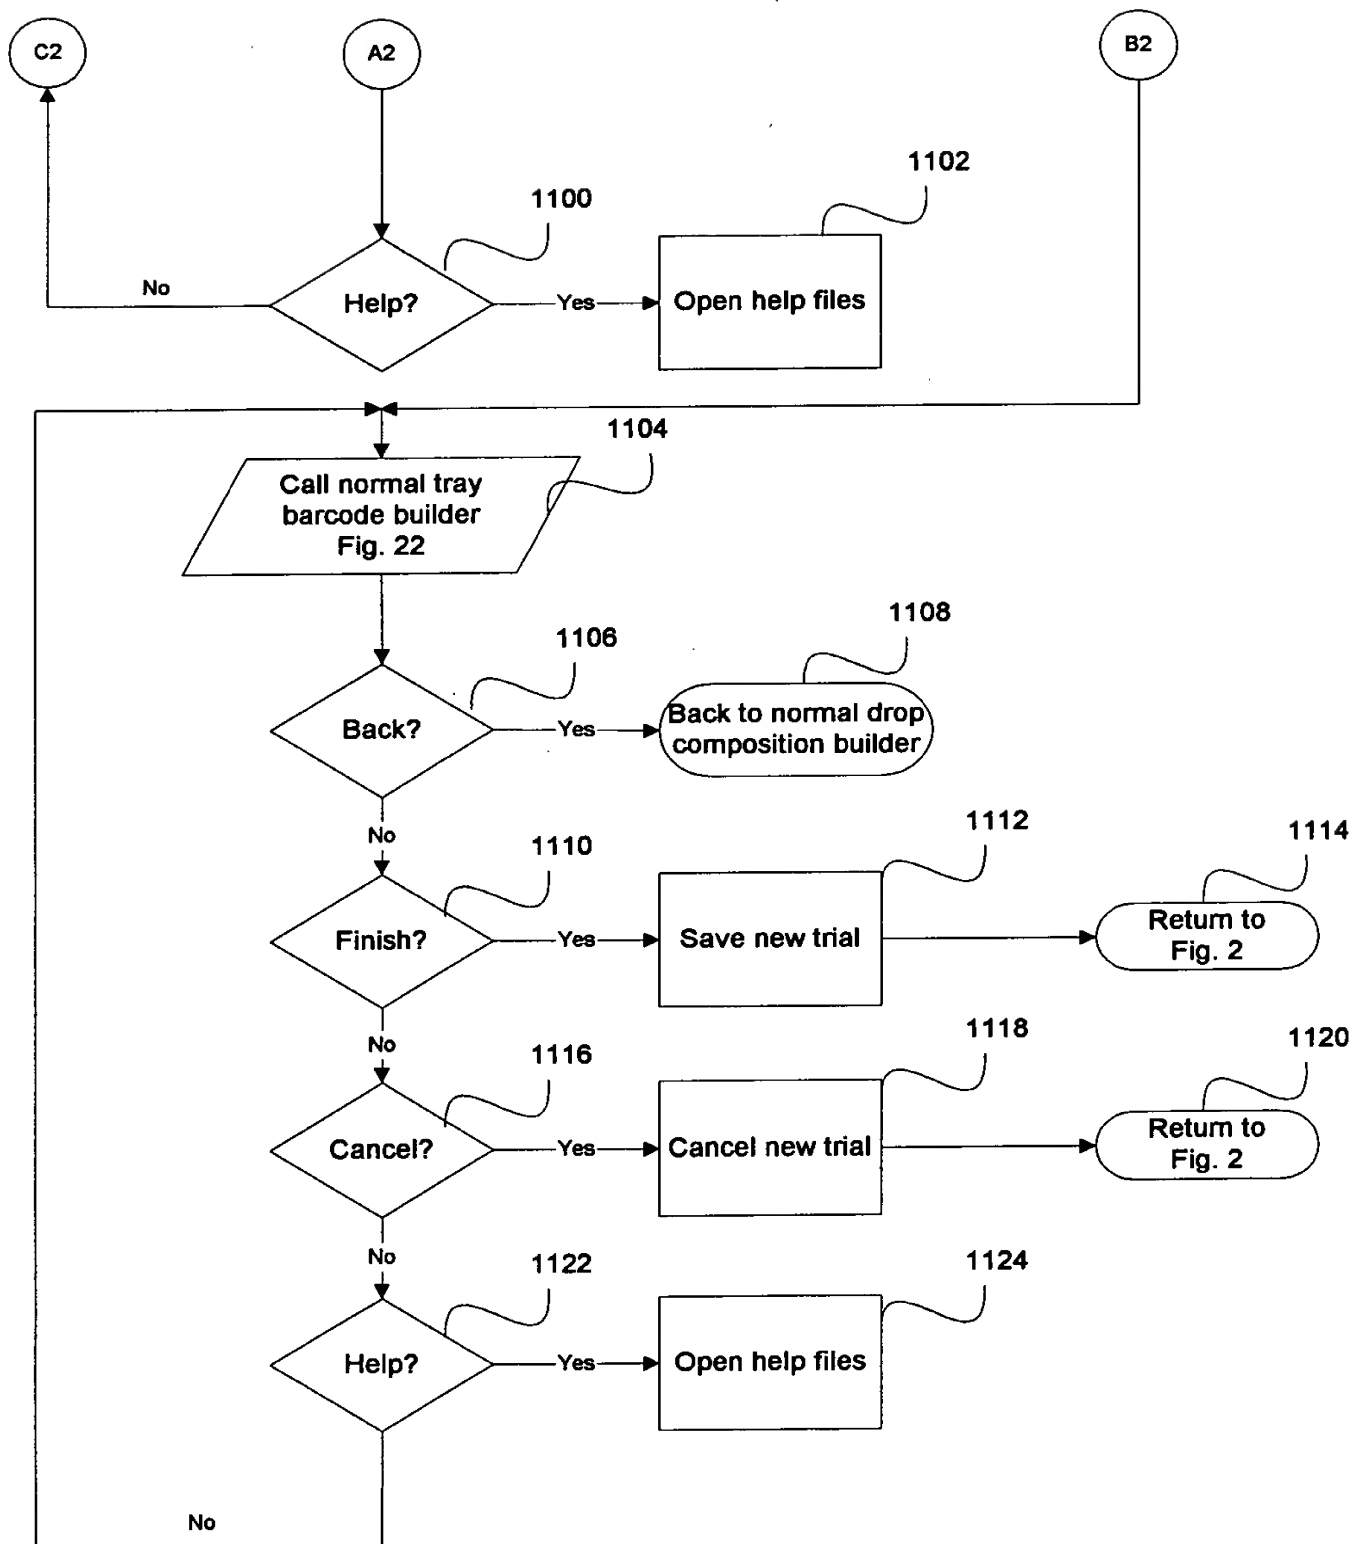 C2
A2
B2
1102
1100
No
Help?
Yes
Open help files
1104
Call normal tray
barcode builder
Fig. 22
1108
1106
Back?
Yes
Back to normal drop
composition builder
No
1112
1114
1110
Finish?
Yes
Save new trial
Return to
Fig. 2
No
1118
1120
1116
Cancel?
Yes
Cancel new trial
Return to
Fig. 2
No
1124
1122
Help?
Yes
Open help files
No